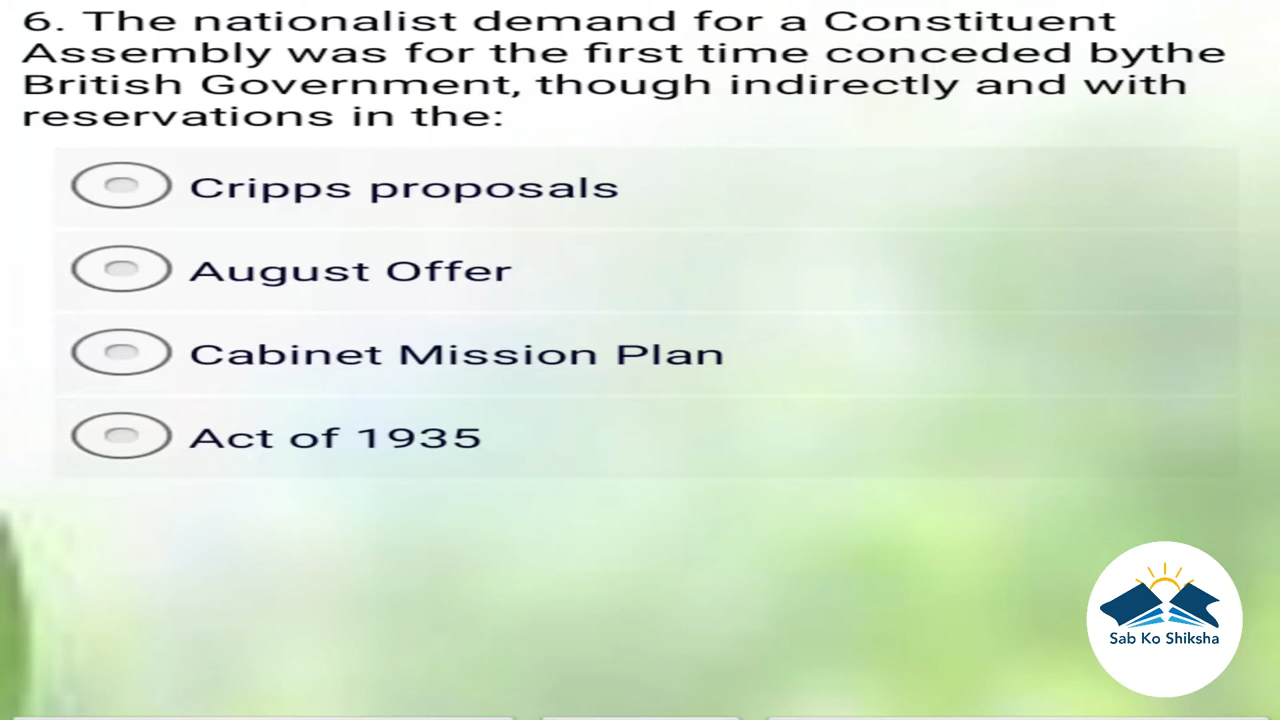 6. The nationalist demand for a Constituent
Assembly was for the first time conceded bythe
British Government, though indirectly and with
reservations in the:
Cripps proposals
August Offer
Cabinet Mission Plan
Act of 1935
Sab Ko Shiksha